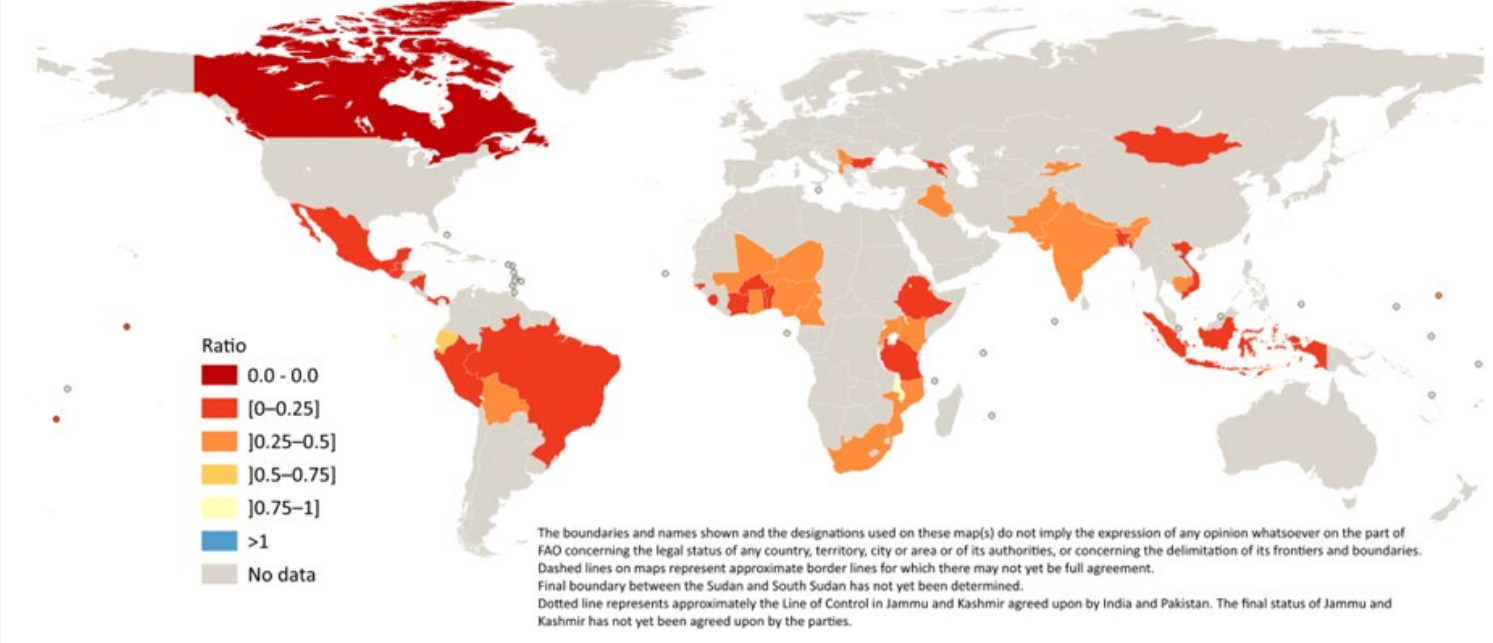 Ratio
0.0 - 0.0
[0–0.25]
]0.25–0.5]
]0.5–0.75]
]0.75–1]
>1
No data
The boundaries and names shown and the designations used on these map(s) do not imply the expression of any opinion whatsoever on the part of
FAO concerning the legal status of any country, territory, city or area or of its authorities, or concerning the delimitation of its frontiers and boundaries.
Dashed lines on maps represent approximate border lines for which there may not yet be full agreement.
Final boundary between the Sudan and South Sudan has not yet been determined.
Dotted line represents approximately the Line of Control in Jammu and Kashmir agreed upon by India and Pakistan. The final status of Jammu and
Kashmir has not yet been agreed upon by the parties.